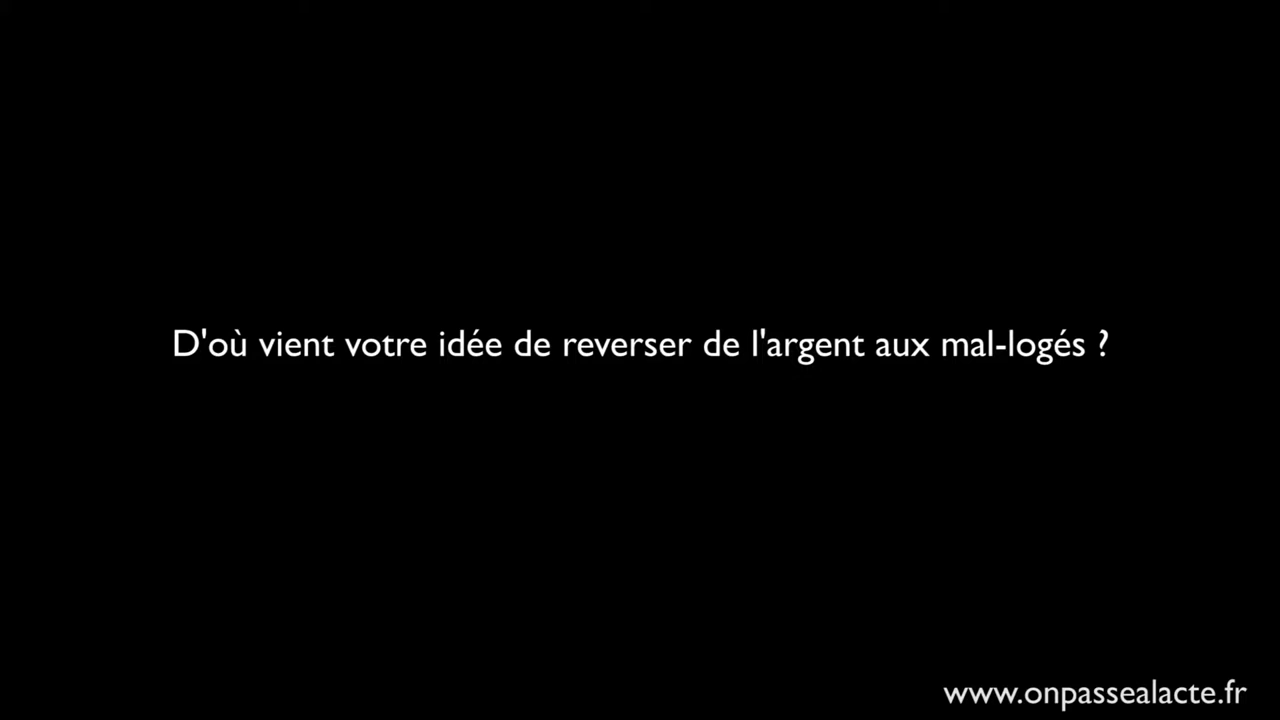 D'où vient votre idée de reverser de l'argent aux mal-logés ?
www.onpassealacte.fr